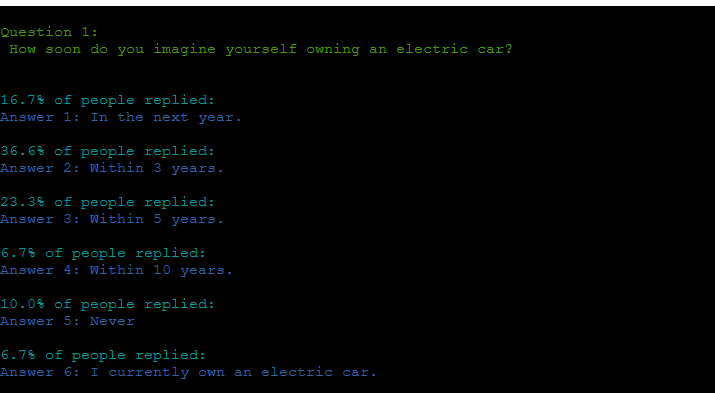 Question 1:
How soon do you imagine yourself owning an electric car?
16.7% of people replied:
Answer 1: In the next year.
36.6% of people replied:
Answer 2: Within 3 years.
23.3% of people replied:
Answer 3: Within 5 years.
6.7% of people replied:
Answer 4: Within 10 years.
10.0% of people replied:
Answer 5: Never
6.7% of people replied:
Answer 6: I currently own an electric car.